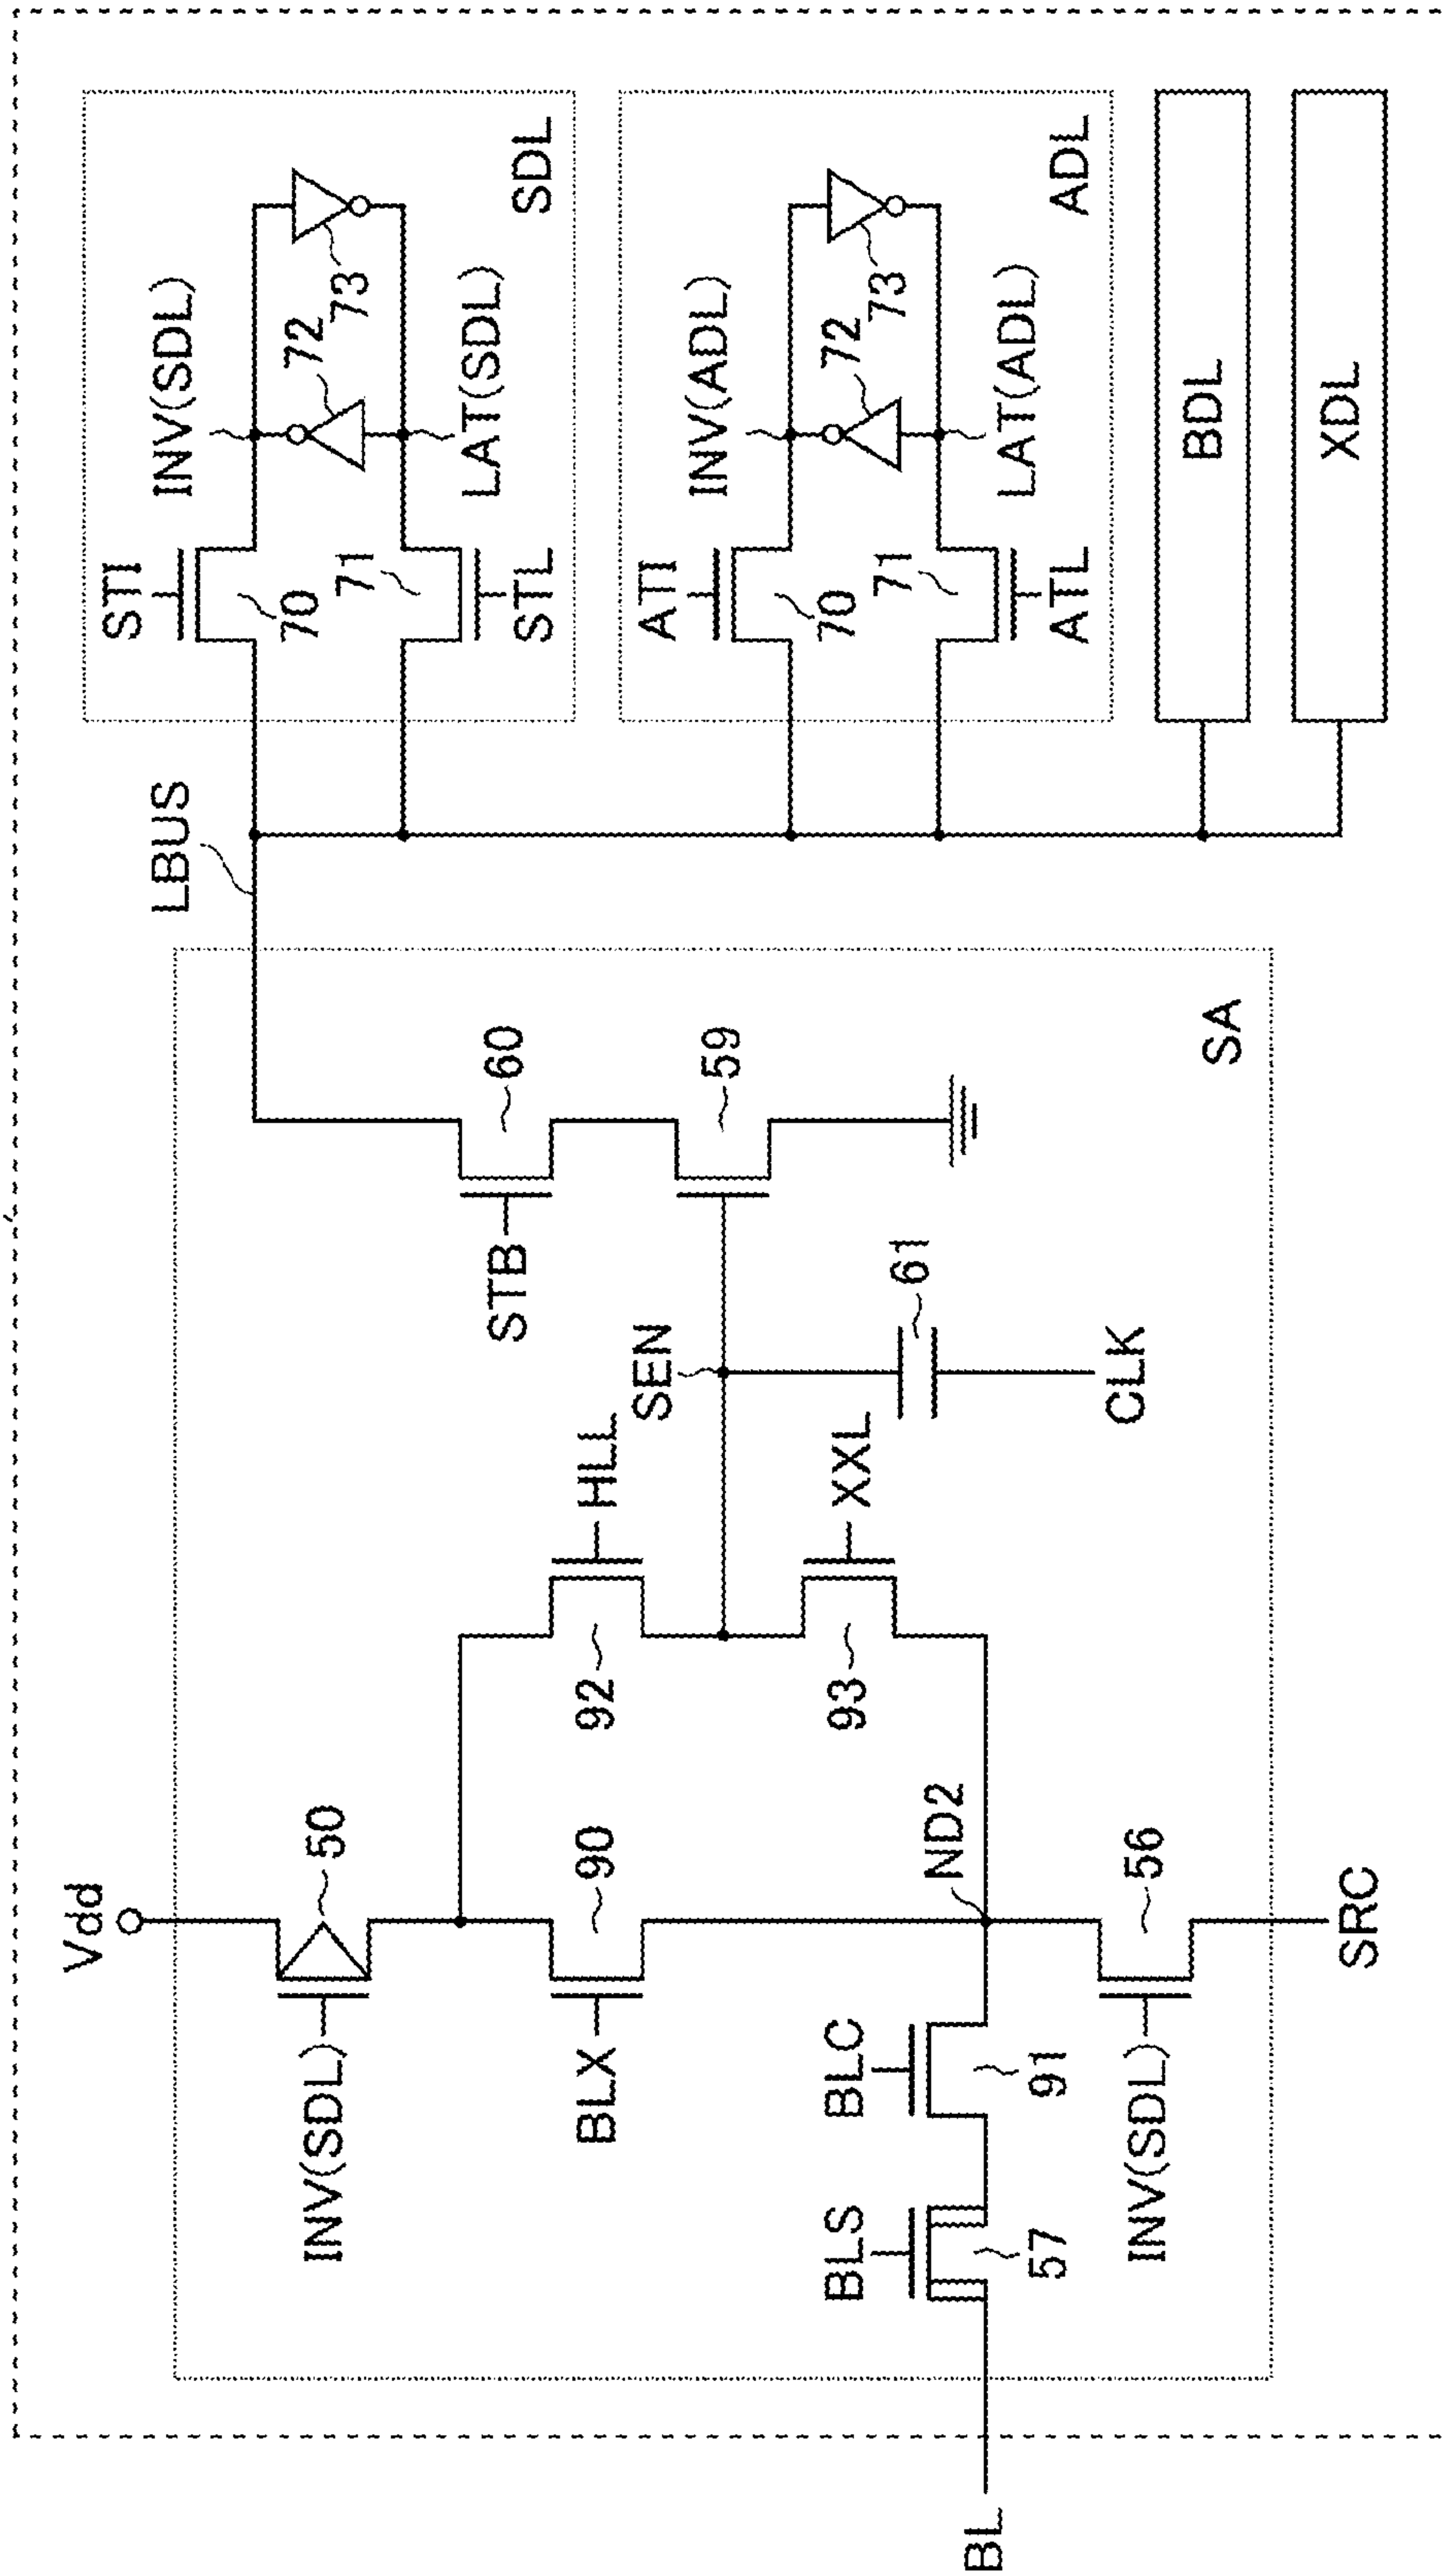 Vdd
INV(SDL)
50
BLX
90
92
HLL
SEN
STB
60
59
LBUS
BLS
57
BLC
91
ND2
93
XXL
61
CLK
INV(SDL)
56
SRC
SA
BL
STI
70
INV(SDL)
72
73
71
STL
LAT(SDL)
SDL
ATI
70
INV(ADL)
72
73
71
ATL
LAT(ADL)
ADL
BDL
XDL